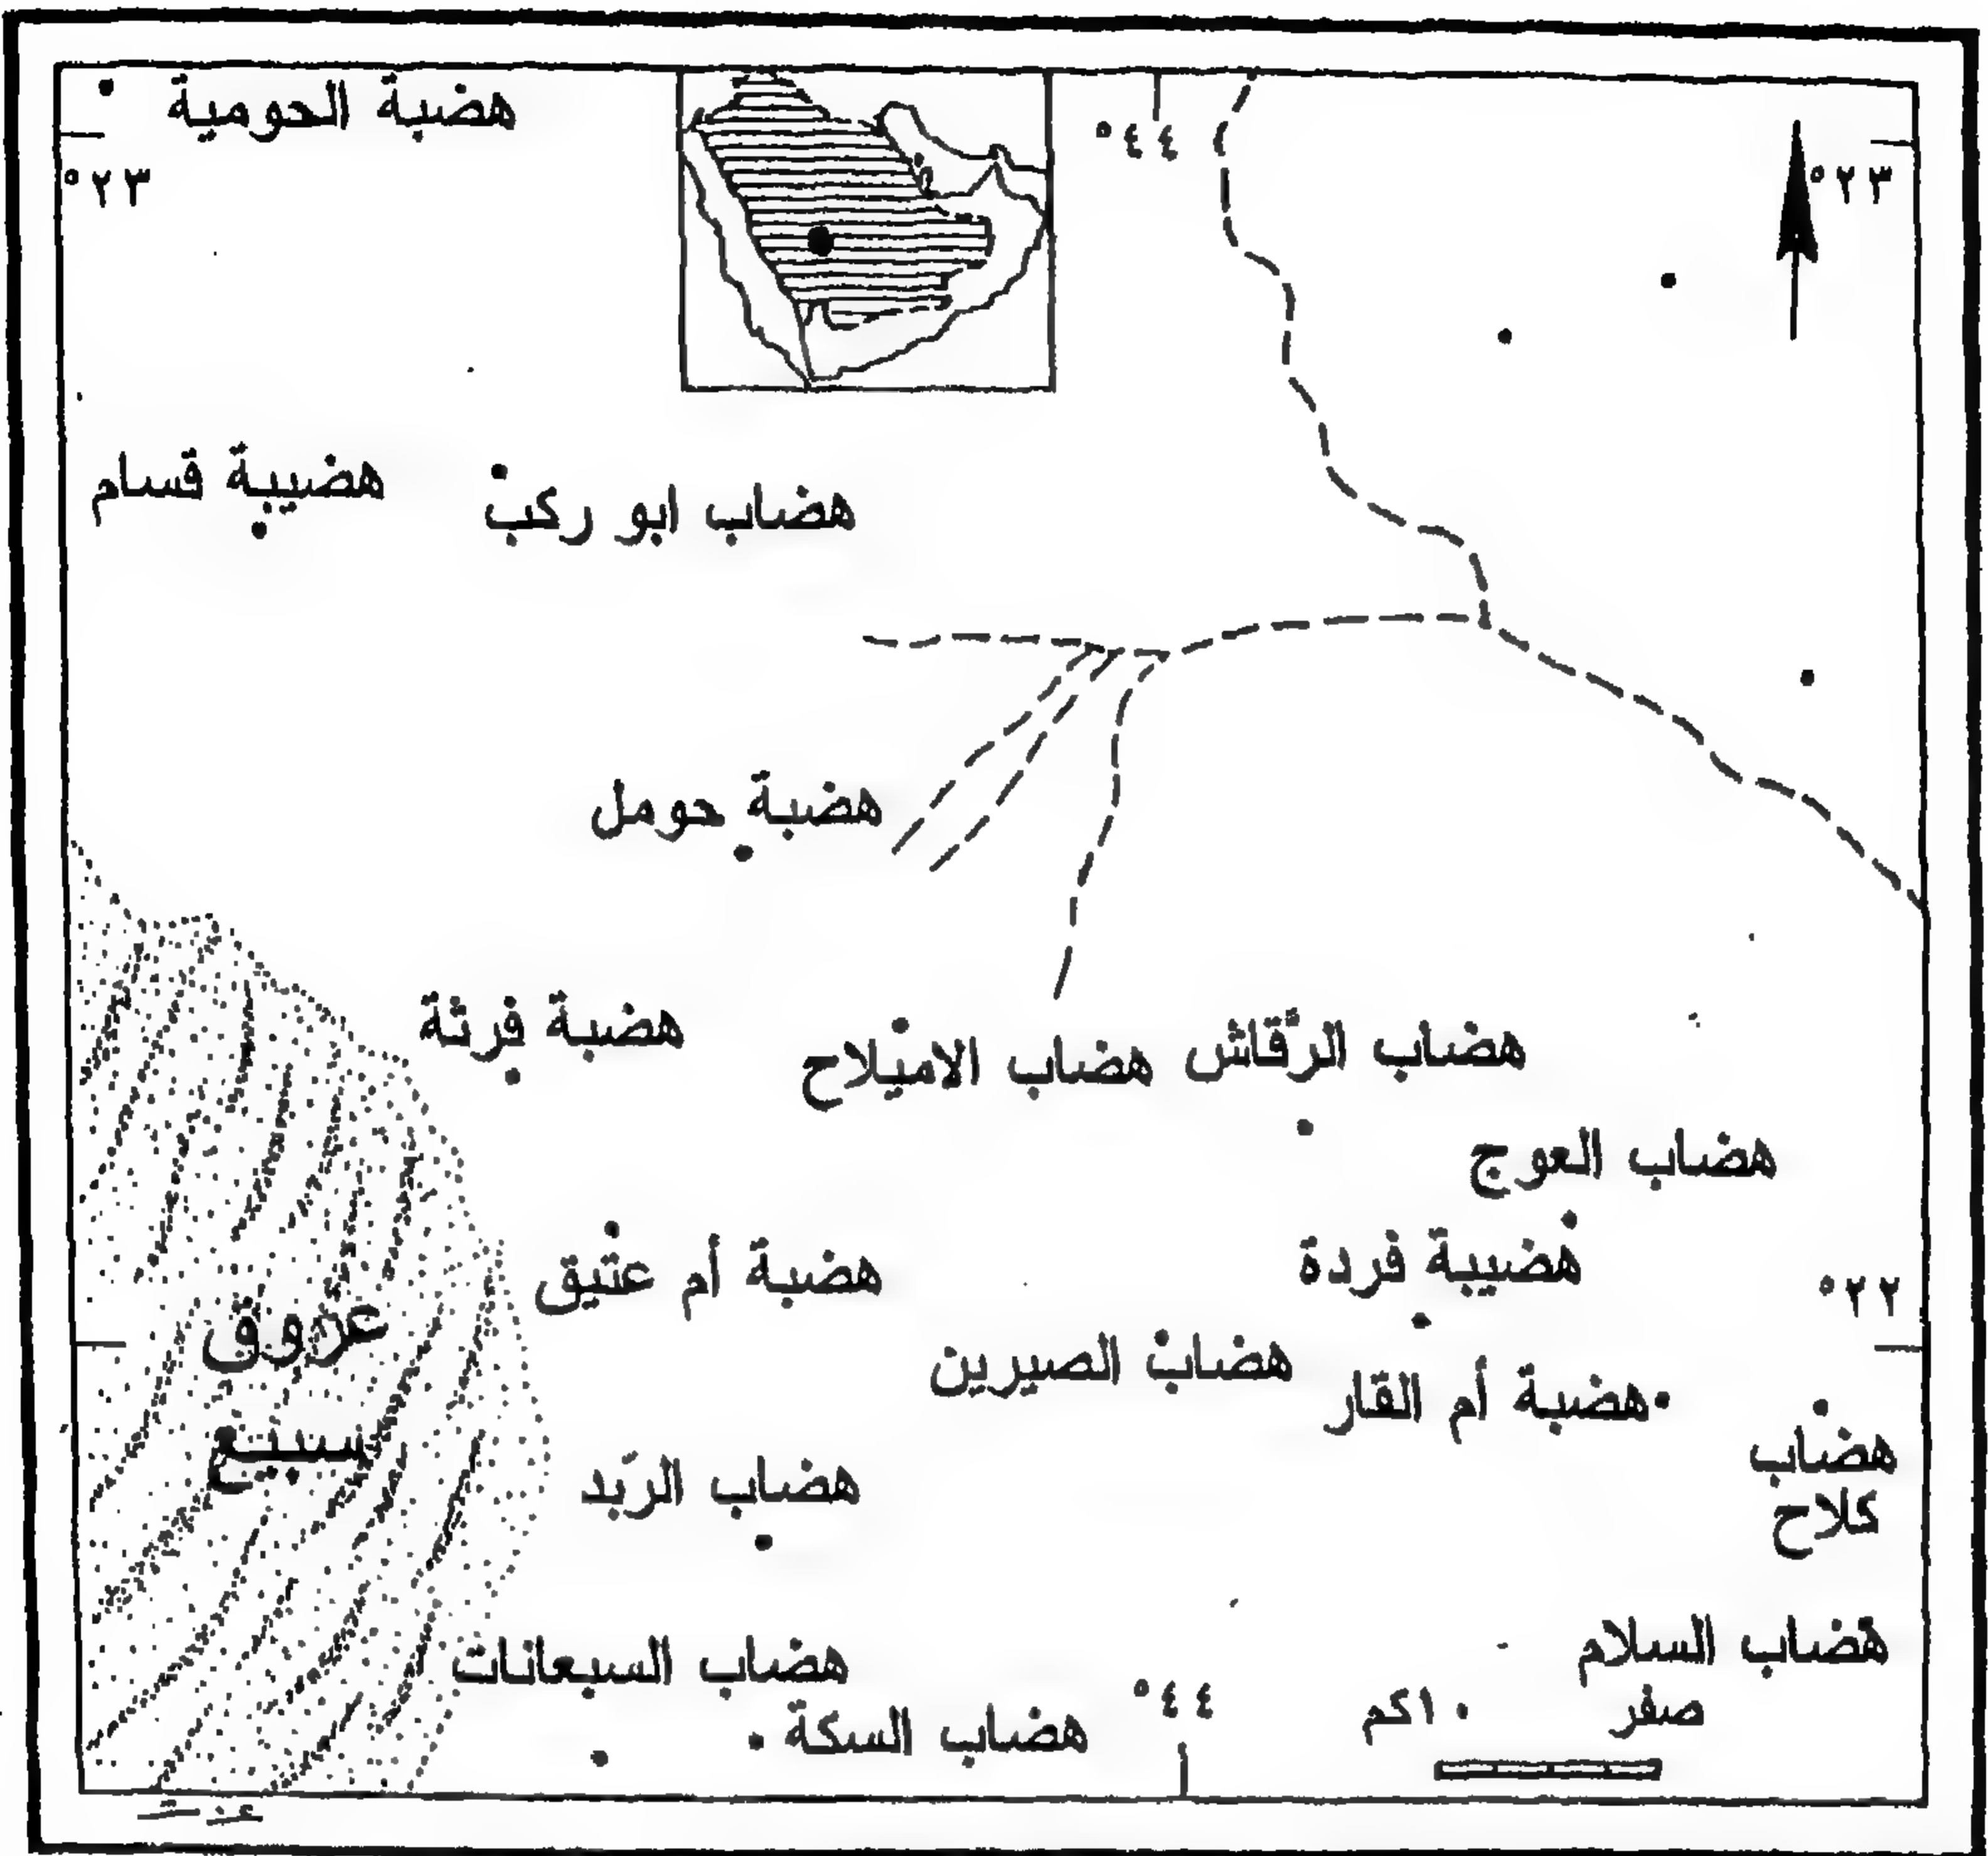 هضبة الحومية
°٤٤
°٢٣
°٢٣
هضيبة قسام
هضاب ابو ركب
هضبة حومل
هضبة فرثة
هضاب الرقاش
هضاب الاميلاح
هضاب العوج
هضبة أم عثيق
هضيبة فردة
°٢٢
عروق
سبيع
هضاب الصيرين
هضبة أم القار
هضاب
كلاح
هضاب الربد
هضاب السلام
هضاب السبعانات
هضاب السكة
°٤٤
صفر
١٠كم